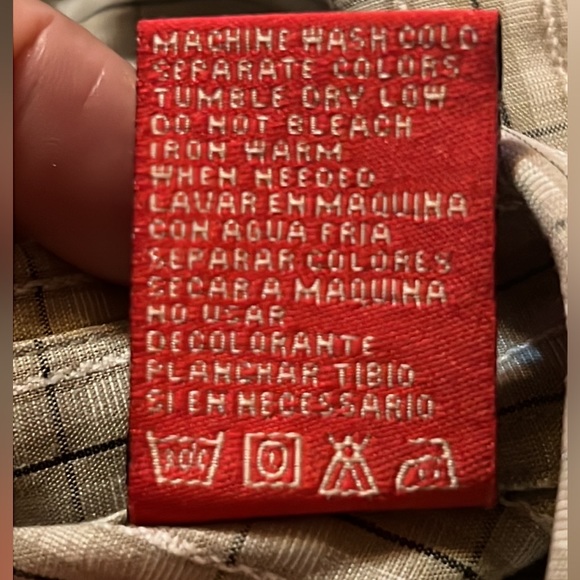 MACHINE WASH COLD
SEPARATE COLORS
TUMBLE DRY LOW
DO NOT BLEACH
IRON WARM
WHEN NEEDED
LAVAR EN MAQUINA
CON AGUA FRIA
SEPARAR COLORES
SECAR A MAQUINA
NO USAR
DECOLORANTE
PLANCHAR TIBIO
SI EN NECESSARIO